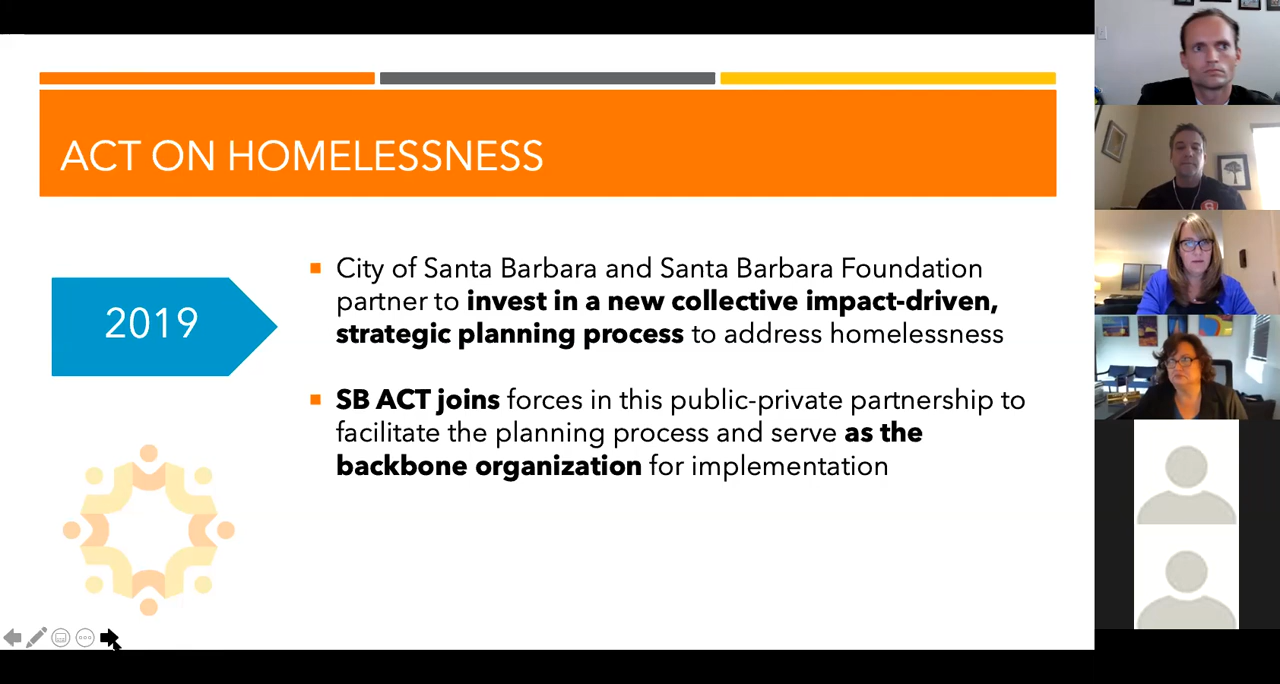 ACT ON HOMELESSNESS
2019
City of Santa Barbara and Santa Barbara Foundation
partner to invest in a new collective impact-driven,
strategic planning process to address homelessness
SB ACT joins forces in this public-private partnership to
facilitate the planning process and serve as the
backbone organization for implementation